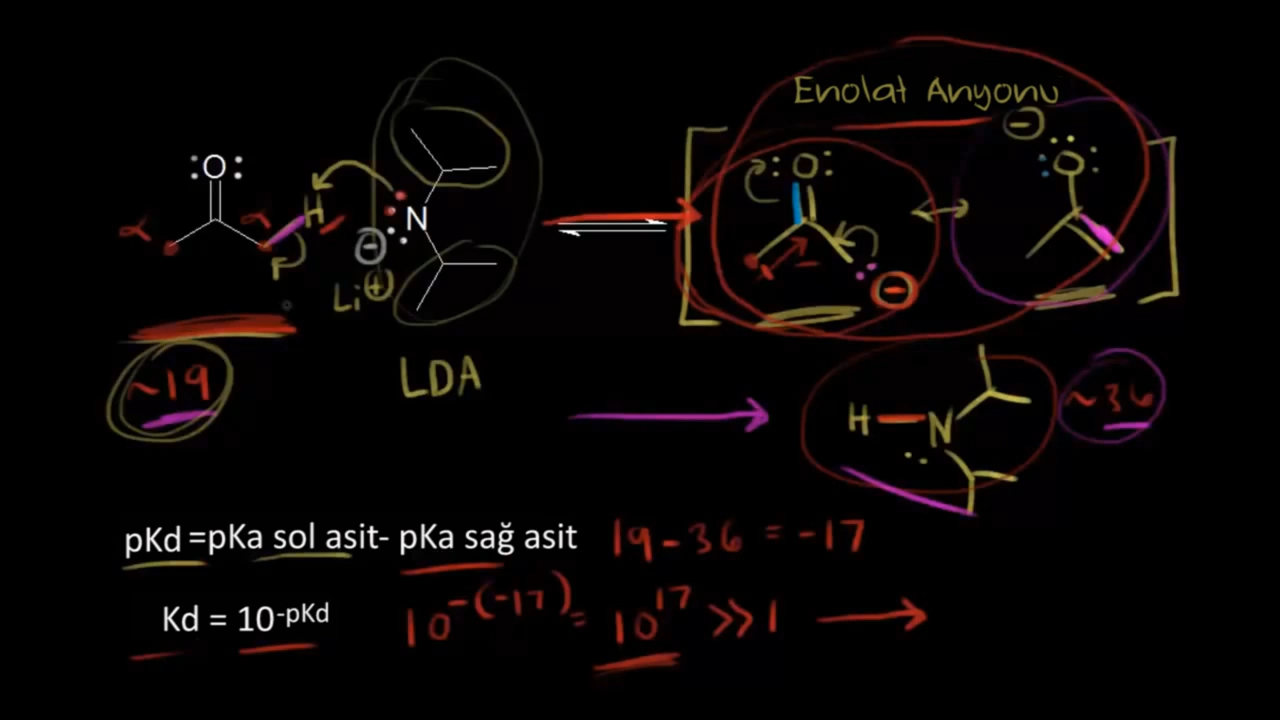 Enolat Anyonu
O
α α H
N
Li +
O
O
~19
LDA
H N
~36
pKd =pKa sol asit- pKa sağ asit 19 - 36 = -17
Kd = 10^-pKd 10^-(-17) = 10^17 >> 1